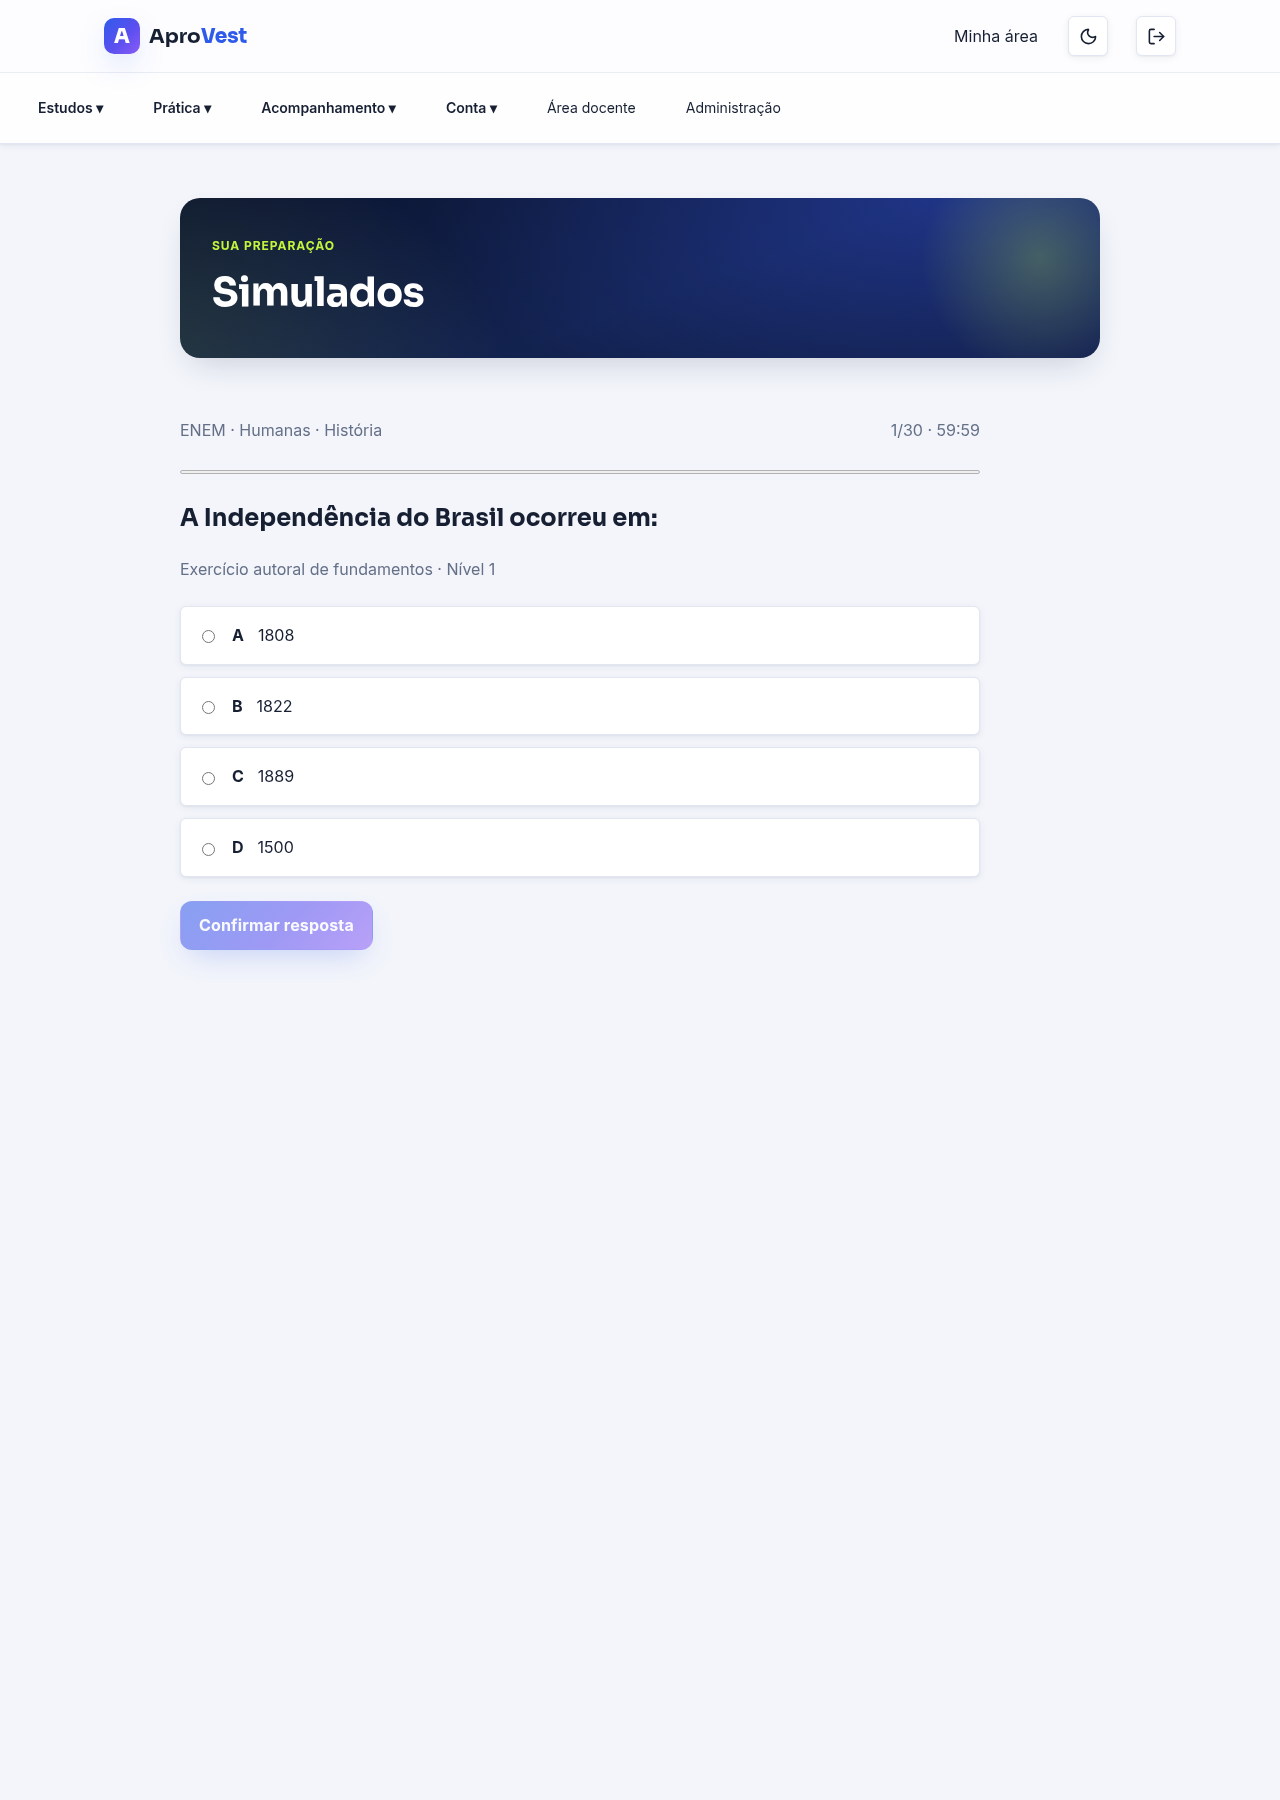 A AproVest
Minha área
Estudos ▾ Prática ▾ Acompanhamento ▾ Conta ▾ Área docente Administração
SUA PREPARAÇÃO
Simulados
ENEM · Humanas · História 1/30 · 59:59
A Independência do Brasil ocorreu em:
Exercício autoral de fundamentos · Nível 1
A 1808
B 1822
C 1889
D 1500
Confirmar resposta